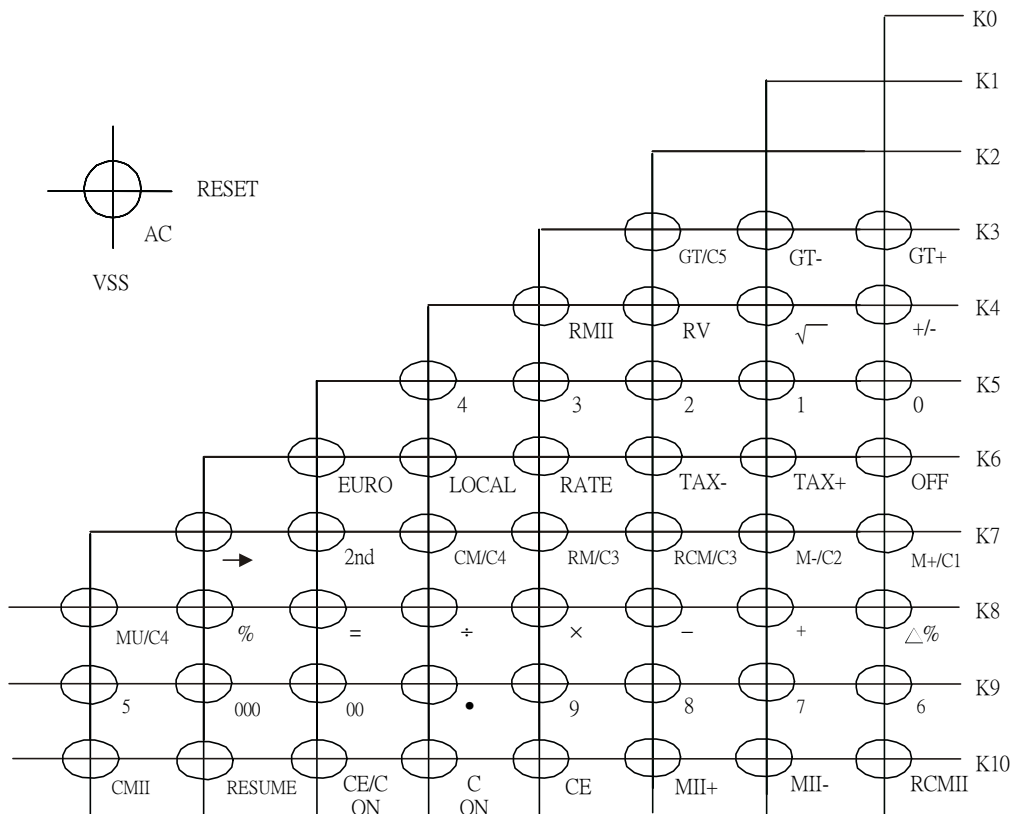 K0
K1
K2
RESET
AC
VSS
K3
GT/C5 GT- GT+
K4
RMII RV √ +/-
K5
4 3 2 1 0
K6
EURO LOCAL RATE TAX- TAX+ OFF
K7
→ 2nd CM/C4 RM/C3 RCM/C3 M-/C2 M+/C1
K8
MU/C4 % = ÷ × − + △%
K9
5 000 00 • 9 8 7 6
K10
CMII RESUME CE/C C CE MII+ MII- RCMII
ON ON